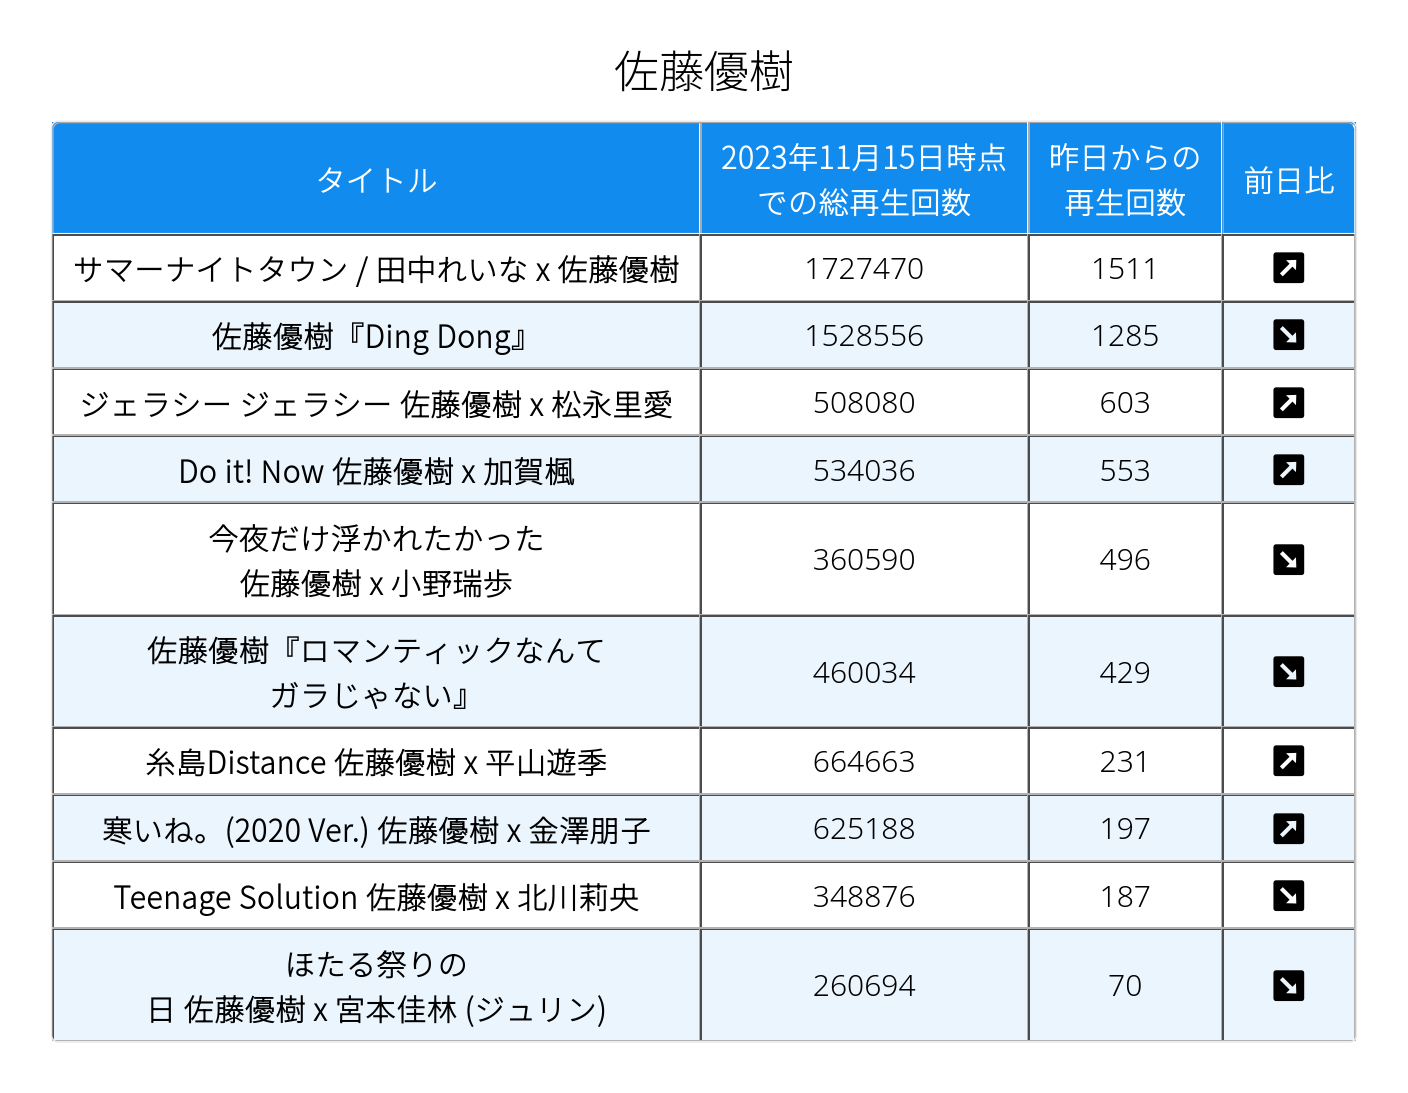 佐藤優樹
タイトル
2023年11月15日時点
での総再生回数
昨日からの
再生回数
前日比
サマーナイトタウン / 田中れいな x 佐藤優樹
1727470
1511
佐藤優樹『Ding Dong』
1528556
1285
ジェラシー ジェラシー 佐藤優樹 x 松永里愛
508080
603
Do it! Now 佐藤優樹 x 加賀楓
534036
553
今夜だけ浮かれたかった
佐藤優樹 x 小野瑞歩
360590
496
佐藤優樹『ロマンティックなんて
ガラじゃない』
460034
429
糸島Distance 佐藤優樹 x 平山遊季
664663
231
寒いね。(2020 Ver.) 佐藤優樹 x 金澤朋子
625188
197
Teenage Solution 佐藤優樹 x 北川莉央
348876
187
ほたる祭りの
日 佐藤優樹 x 宮本佳林 (ジュリン)
260694
70